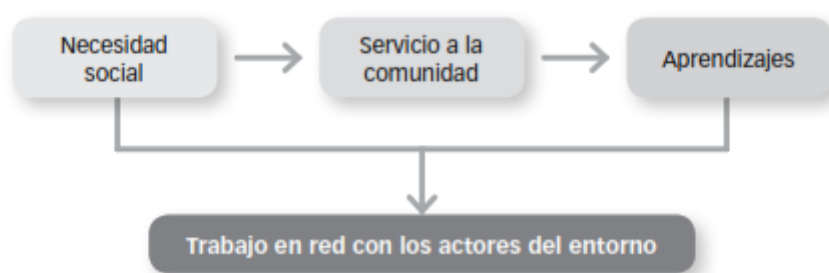 Necesidad
social
Servicio a la
comunidad
Aprendizajes
Trabajo en red con los actores del entorno